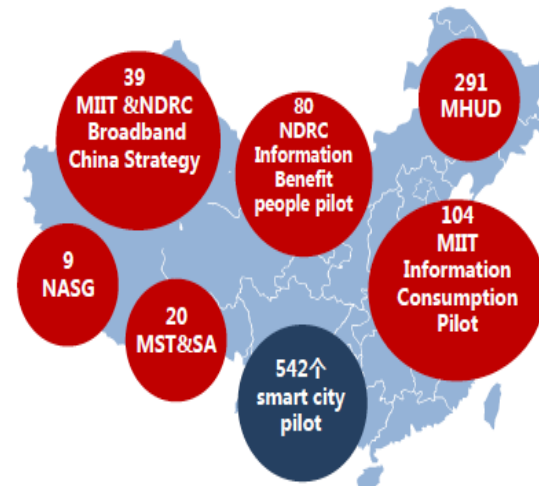 39
MIIT &NDRC
Broadband
China Strategy
80
NDRC
Information
Benefit
people pilot
291
MHUD
104
MIIT
Information
Consumption
Pilot
9
NASG
20
MST&SA
542个
smart city
pilot